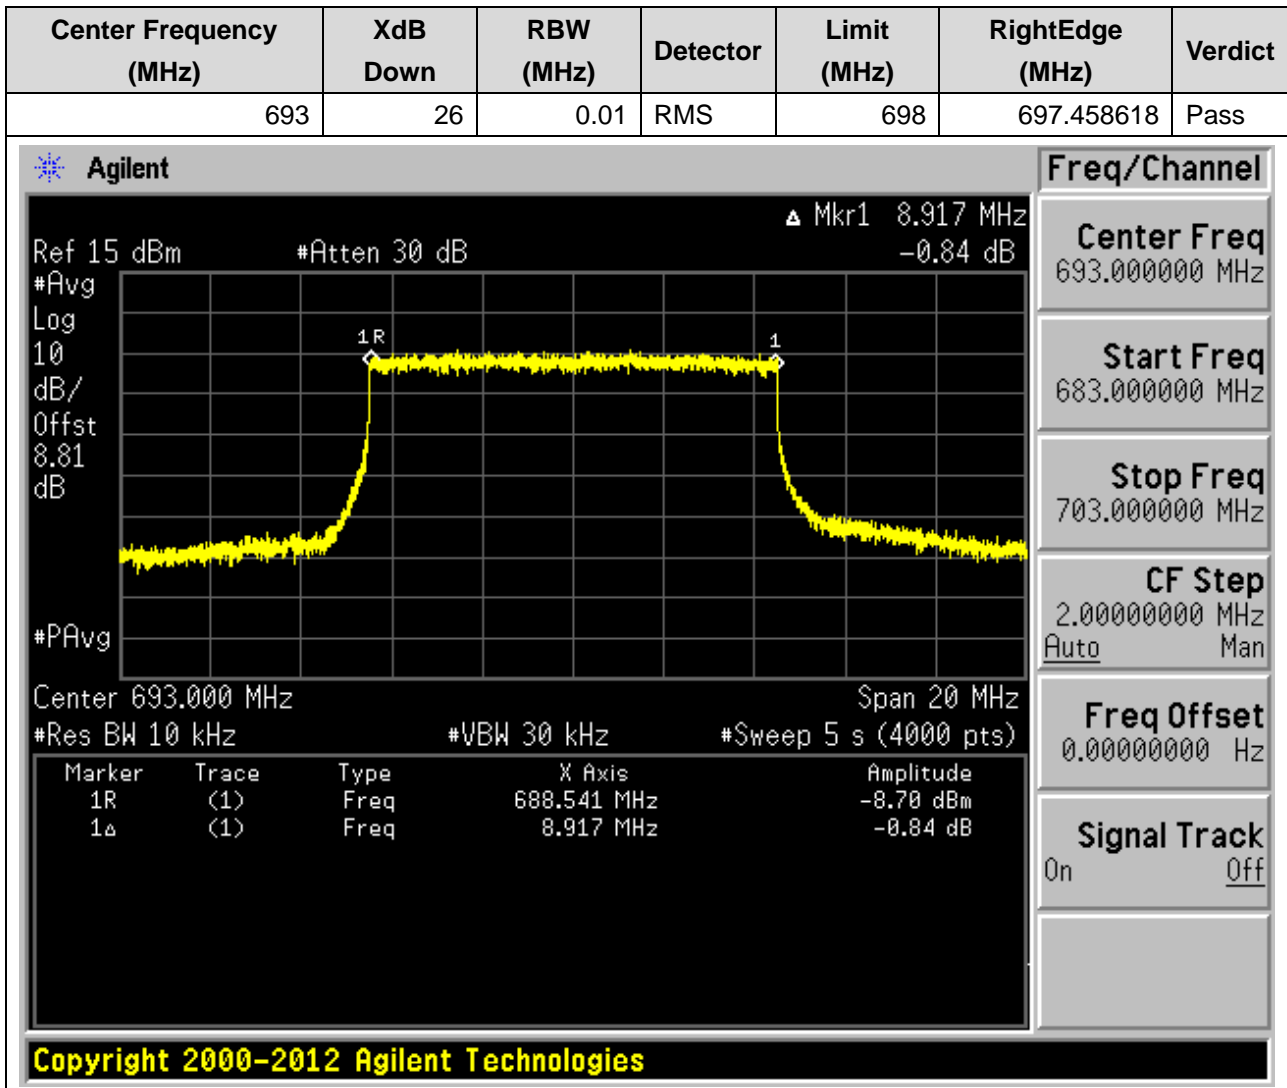 Center Frequency (MHz) XdB Down RBW (MHz) Detector Limit (MHz) RightEdge (MHz) Verdict
693 26 0.01 RMS 698 697.458618 Pass
Agilent
Freq/Channel
Δ Mkr1 8.917 MHz
Ref 15 dBm #Atten 30 dB -0.84 dB
#Avg
Log
10
dB/
Offst
8.81
dB
1R
1
#PAvg
Center 693.000 MHz Span 20 MHz
#Res BW 10 kHz #VBW 30 kHz #Sweep 5 s (4000 pts)
Marker Trace Type X Axis Amplitude
1R (1) Freq 688.541 MHz -8.70 dBm
1Δ (1) Freq 8.917 MHz -0.84 dB
Center Freq
693.000000 MHz
Start Freq
683.000000 MHz
Stop Freq
703.000000 MHz
CF Step
2.00000000 MHz
Auto Man
Freq Offset
0.00000000 Hz
Signal Track
On Off
Copyright 2000-2012 Agilent Technologies